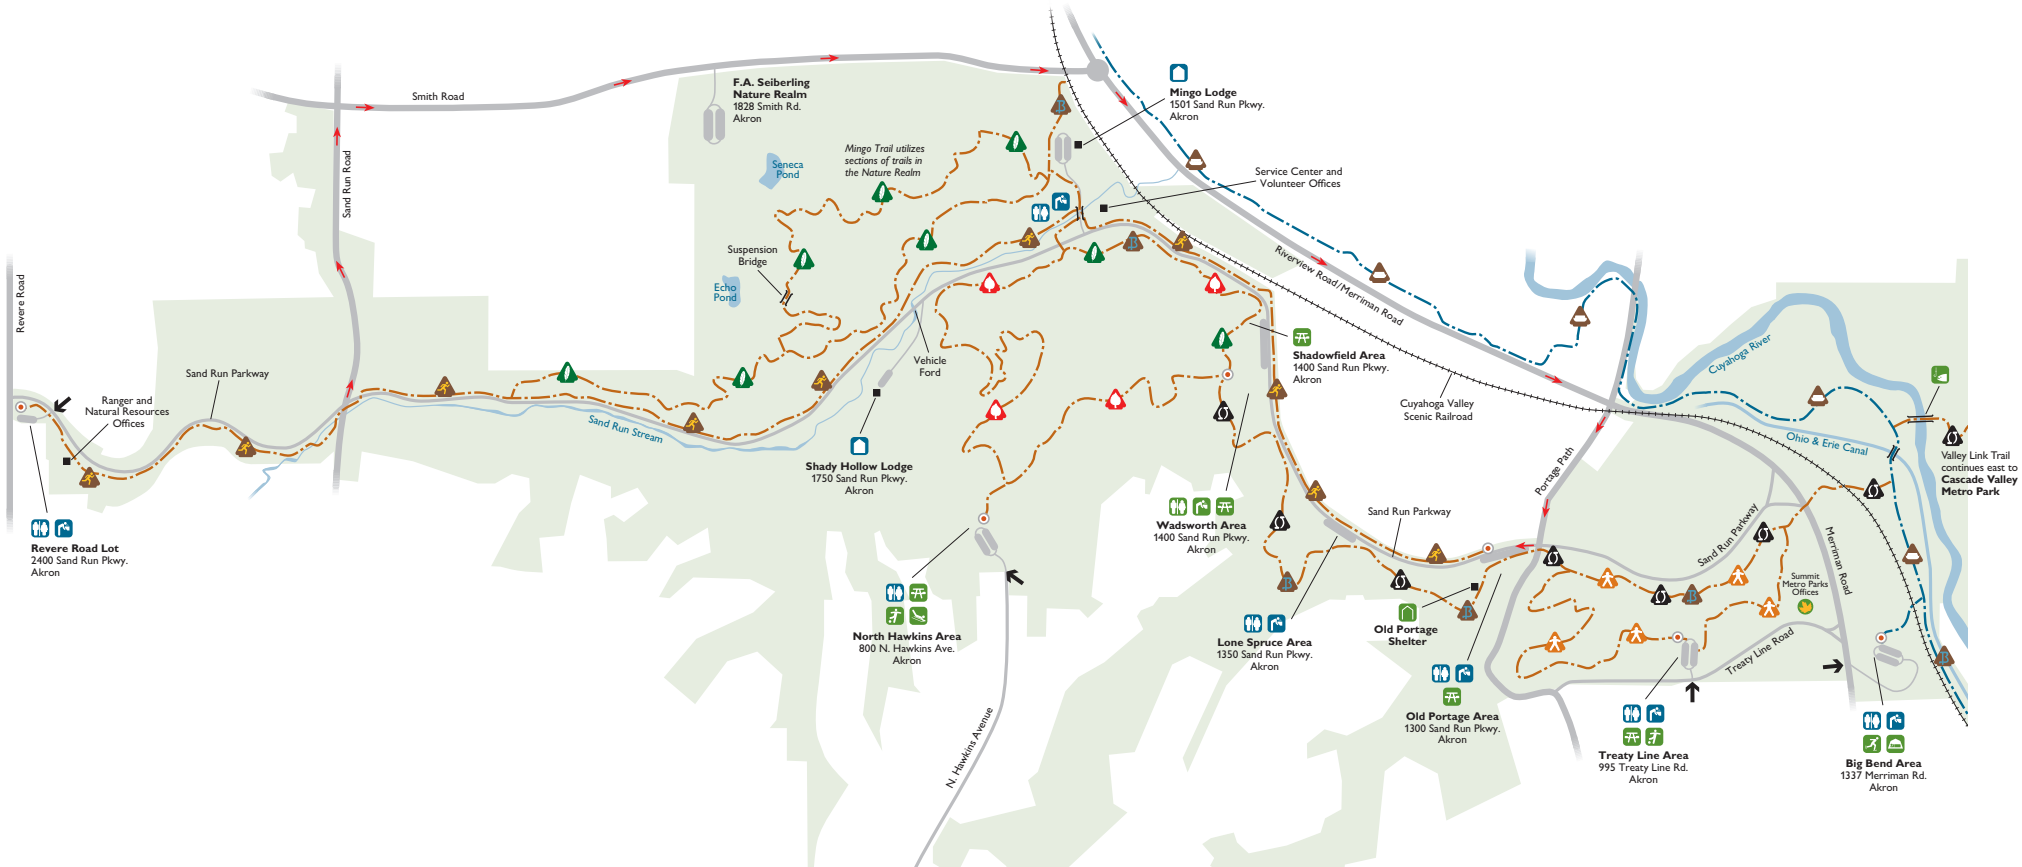 Smith Road
F.A. Seiberling
Nature Realm
1828 Smith Rd.
Akron
Mingo Lodge
1501 Sand Run Pkwy.
Akron
Sand Run Road
Seneca
Pond
Mingo Trail utilizes
sections of trails in
the Nature Realm
Service Center and
Volunteer Offices
Suspension
Bridge
Echo
Pond
Revere Road
Riverview Road/Merriman Road
Cuyahoga River
Vehicle
Ford
Shadowfield Area
1400 Sand Run Pkwy.
Akron
Sand Run Parkway
Ranger and
Natural Resources
Offices
Cuyahoga Valley
Scenic Railroad
Sand Run Stream
Ohio & Erie Canal
Valley Link Trail
continues east to
Cascade Valley
Metro Park
Shady Hollow Lodge
1750 Sand Run Pkwy.
Akron
Portage Path
Wadsworth Area
1400 Sand Run Pkwy.
Akron
Sand Run Parkway
Sand Run Parkway
Merriman Road
Revere Road Lot
2400 Sand Run Pkwy.
Akron
Summit
Metro Parks
Offices
North Hawkins Area
800 N. Hawkins Ave.
Akron
Lone Spruce Area
1350 Sand Run Pkwy.
Akron
Old Portage
Shelter
Treaty Line Road
Old Portage Area
1300 Sand Run Pkwy.
Akron
N. Hawkins Avenue
Treaty Line Area
995 Treaty Line Rd.
Akron
Big Bend Area
1337 Merriman Rd.
Akron